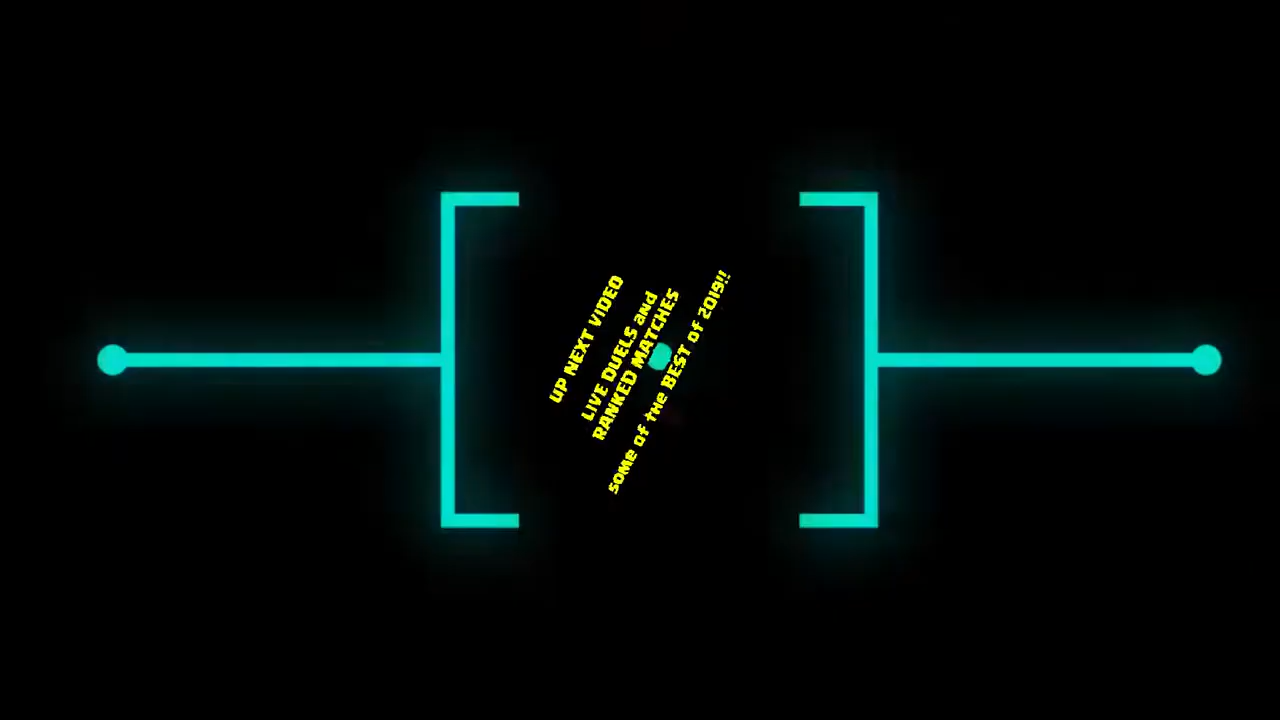 UP NEXT VIDEO
LIVE DUELS and
RANKED MATCHES
SOME of the BEST of 2019!!